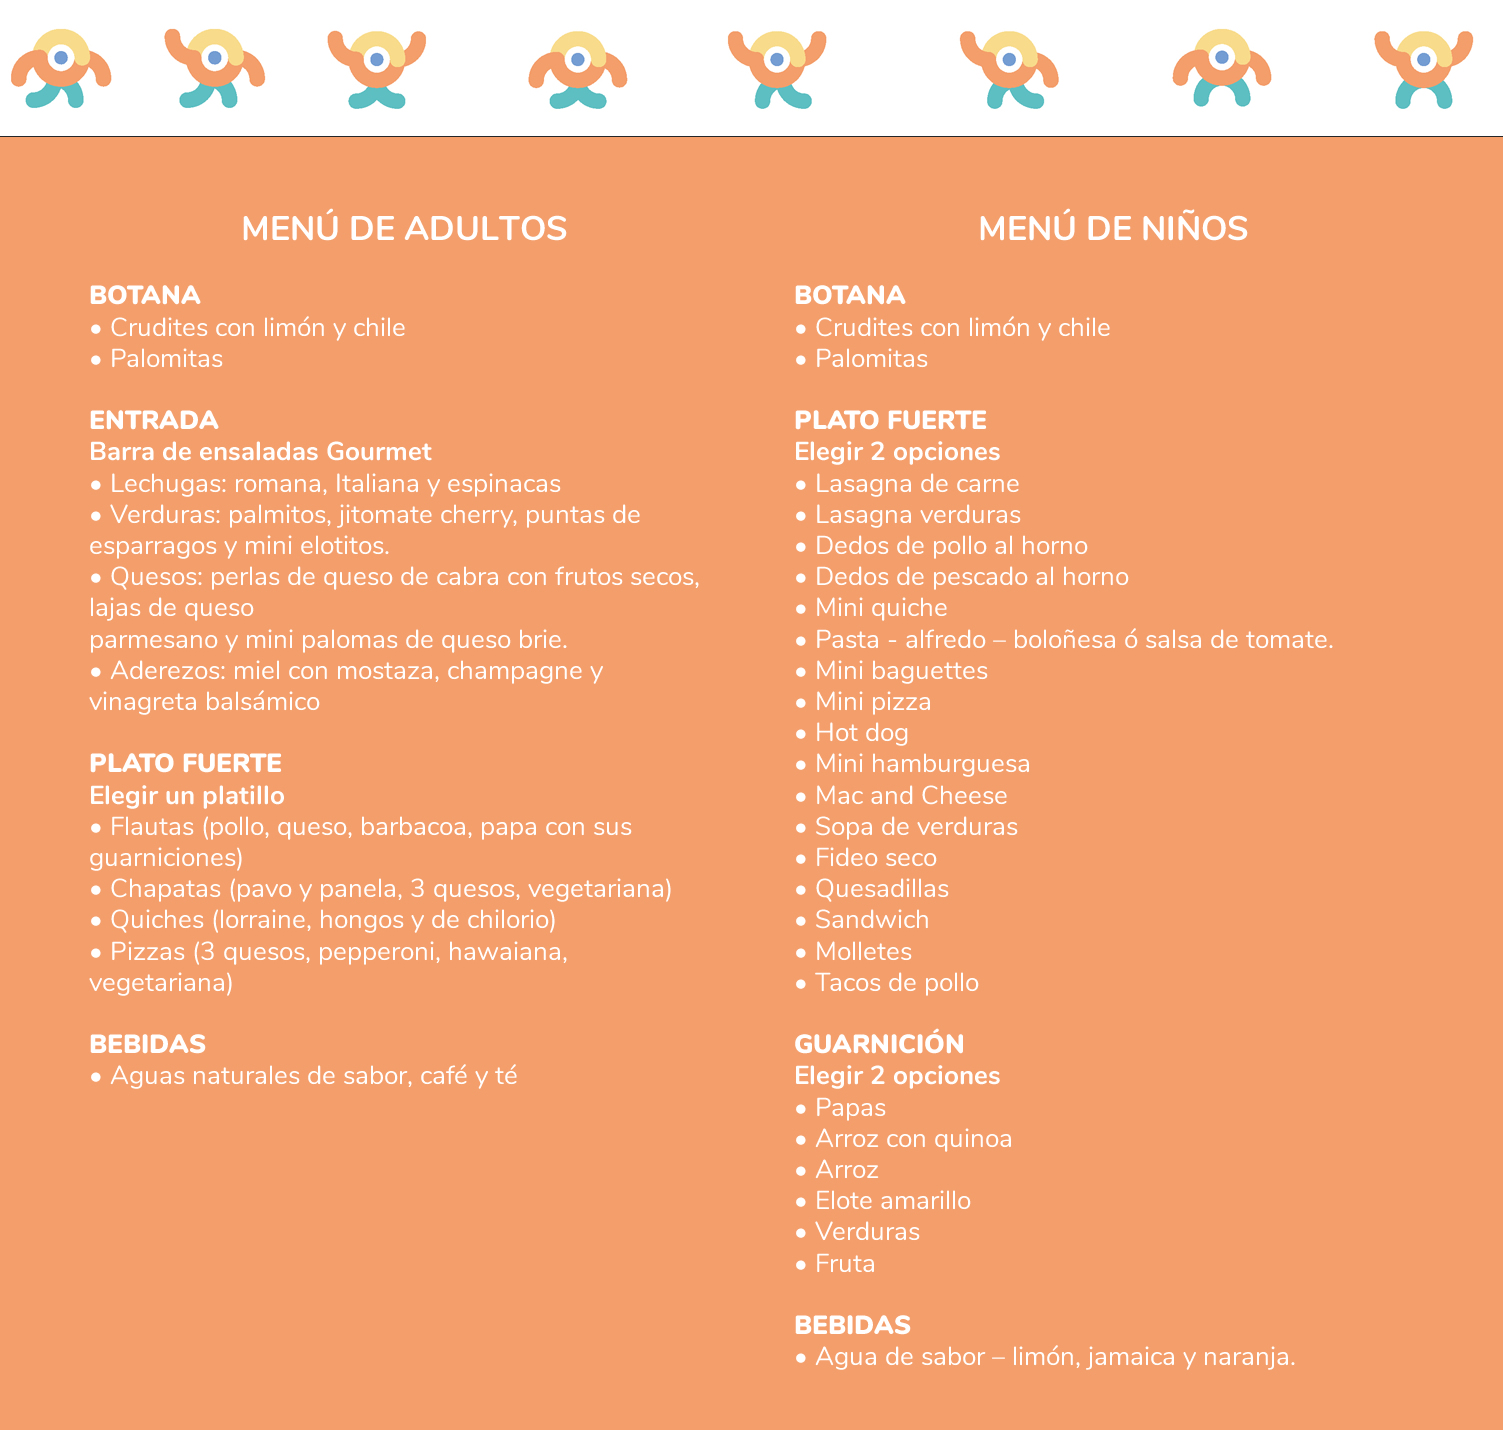 MENÚ DE ADULTOS
BOTANA
• Crudites con limón y chile
• Palomitas
ENTRADA
Barra de ensaladas Gourmet
• Lechugas: romana, Italiana y espinacas
• Verduras: palmitos, jitomate cherry, puntas de
esparragos y mini elotitos.
• Quesos: perlas de queso de cabra con frutos secos,
lajas de queso
parmesano y mini palomas de queso brie.
• Aderezos: miel con mostaza, champagne y
vinagreta balsámico
PLATO FUERTE
Elegir un platillo
• Flautas (pollo, queso, barbacoa, papa con sus
guarniciones)
• Chapatas (pavo y panela, 3 quesos, vegetariana)
• Quiches (lorraine, hongos y de chilorio)
• Pizzas (3 quesos, pepperoni, hawaiana,
vegetariana)
BEBIDAS
• Aguas naturales de sabor, café y té
MENÚ DE NIÑOS
BOTANA
• Crudites con limón y chile
• Palomitas
PLATO FUERTE
Elegir 2 opciones
• Lasagna de carne
• Lasagna verduras
• Dedos de pollo al horno
• Dedos de pescado al horno
• Mini quiche
• Pasta - alfredo – boloñesa ó salsa de tomate.
• Mini baguettes
• Mini pizza
• Hot dog
• Mini hamburguesa
• Mac and Cheese
• Sopa de verduras
• Fideo seco
• Quesadillas
• Sandwich
• Molletes
• Tacos de pollo
GUARNICIÓN
Elegir 2 opciones
• Papas
• Arroz con quinoa
• Arroz
• Elote amarillo
• Verduras
• Fruta
BEBIDAS
• Agua de sabor – limón, jamaica y naranja.